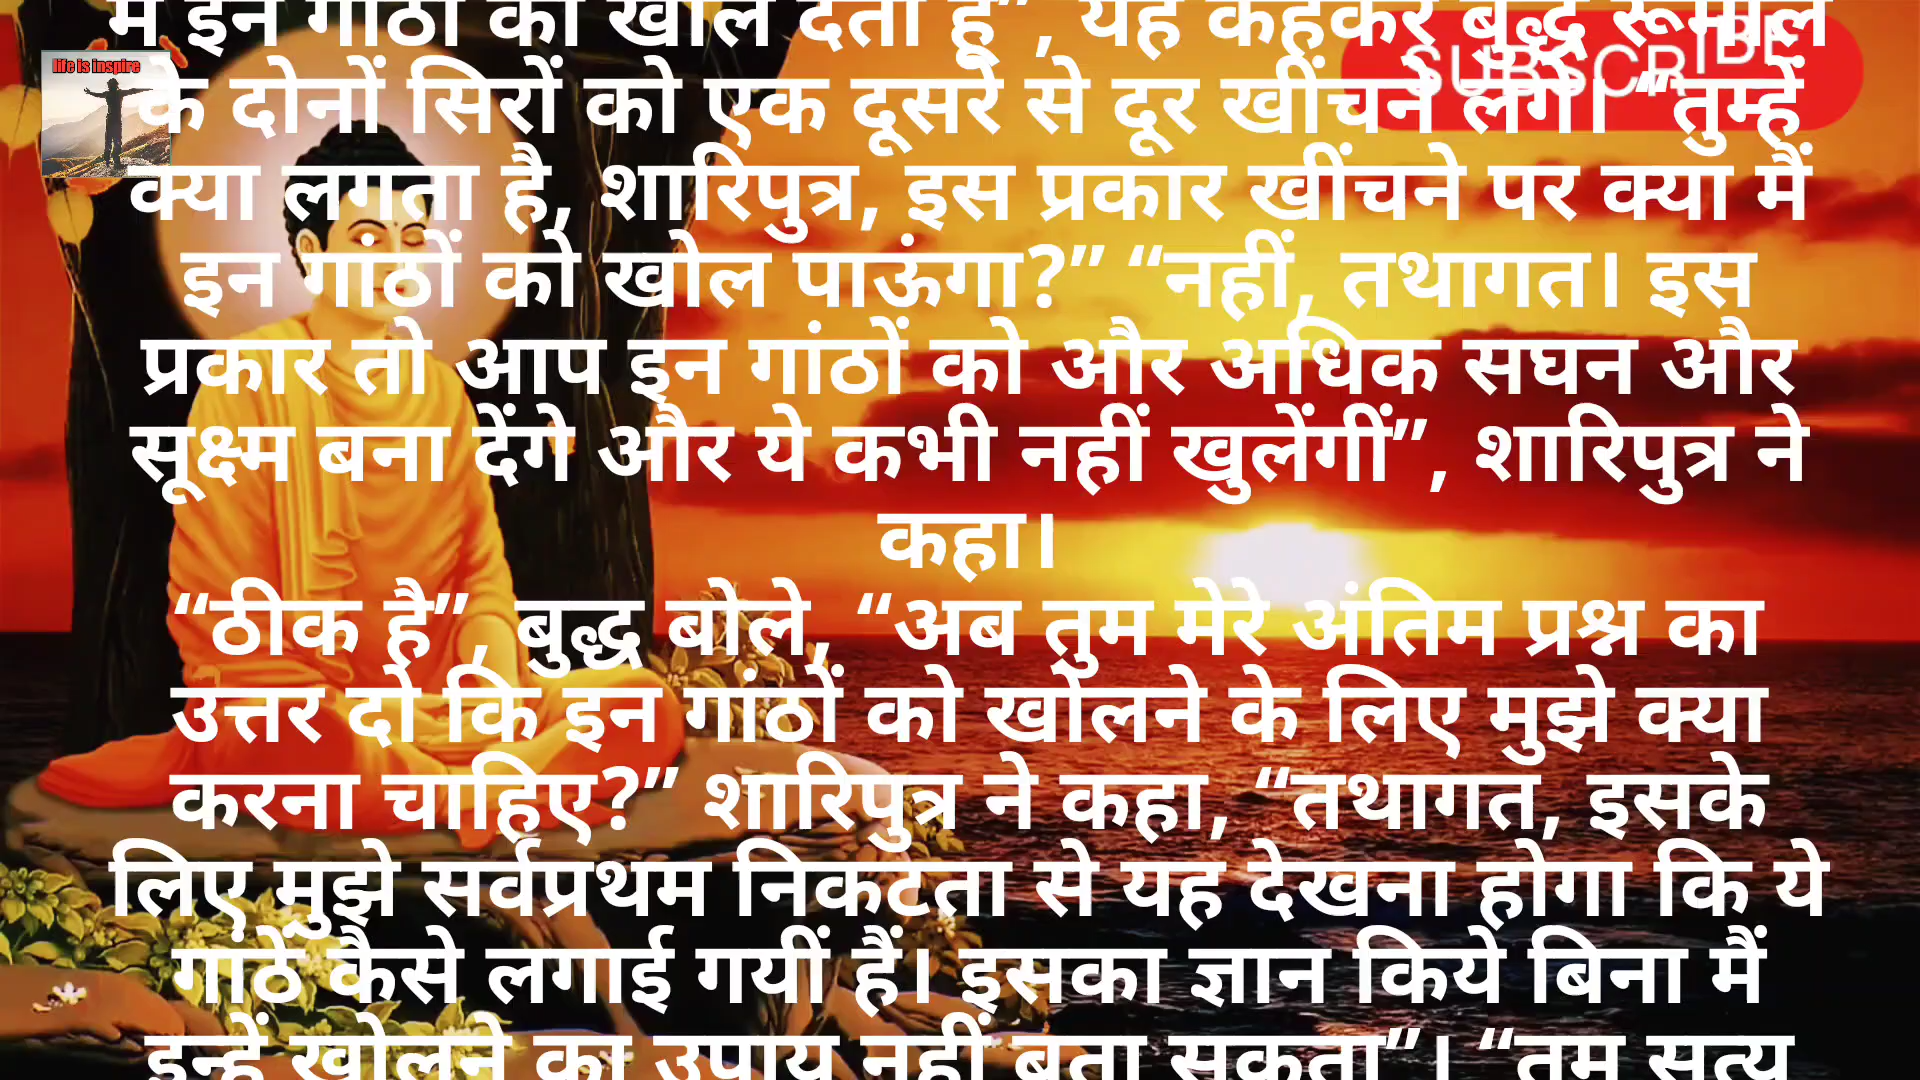 मैं इन गांठों को खोल देता हूं”, यह कहकर बुद्ध रूमाल
के दोनों सिरों को एक दूसरे से दूर खींचने लगे। “तुम्हें
क्या लगता है, शारिपुत्र, इस प्रकार खींचने पर क्या मैं
इन गांठों को खोल पाऊंगा?” “नहीं, तथागत। इस
प्रकार तो आप इन गांठों को और अधिक सघन और
सूक्ष्म बना देंगे और ये कभी नहीं खुलेंगीं”, शारिपुत्र ने
कहा।
“ठीक है”, बुद्ध बोले, “अब तुम मेरे अंतिम प्रश्न का
उत्तर दो कि इन गांठों को खोलने के लिए मुझे क्या
करना चाहिए?” शारिपुत्र ने कहा, “तथागत, इसके
लिए मुझे सर्वप्रथम निकटता से यह देखना होगा कि ये
गांठें कैसे लगाई गयीं हैं। इसका ज्ञान किये बिना मैं
इन्हें खोलने का उपाय नहीं बता सकता”। “तुम सत्य
life is inspire
SUBSCRIBE